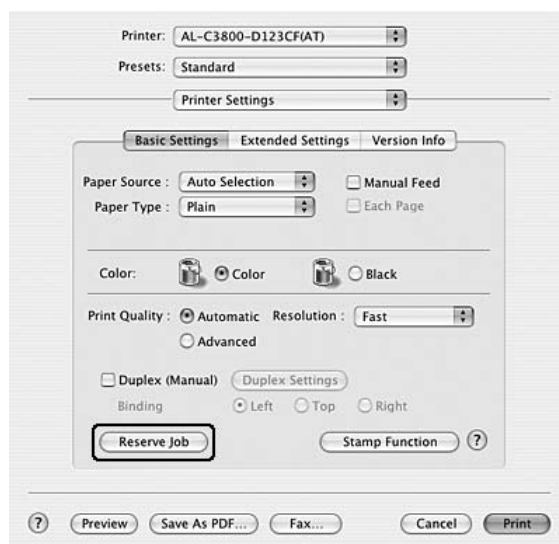 Printer: AL-C3800-D123CF(AT)
Presets: Standard
Printer Settings
Basic Settings Extended Settings Version Info
Paper Source : Auto Selection Manual Feed
Paper Type : Plain Each Page
Color: Color Black
Print Quality : Automatic Resolution : Fast
Advanced
Duplex (Manual) Duplex Settings
Binding Left Top Right
Reserve Job Stamp Function ?
? Preview Save As PDF... Fax... Cancel Print